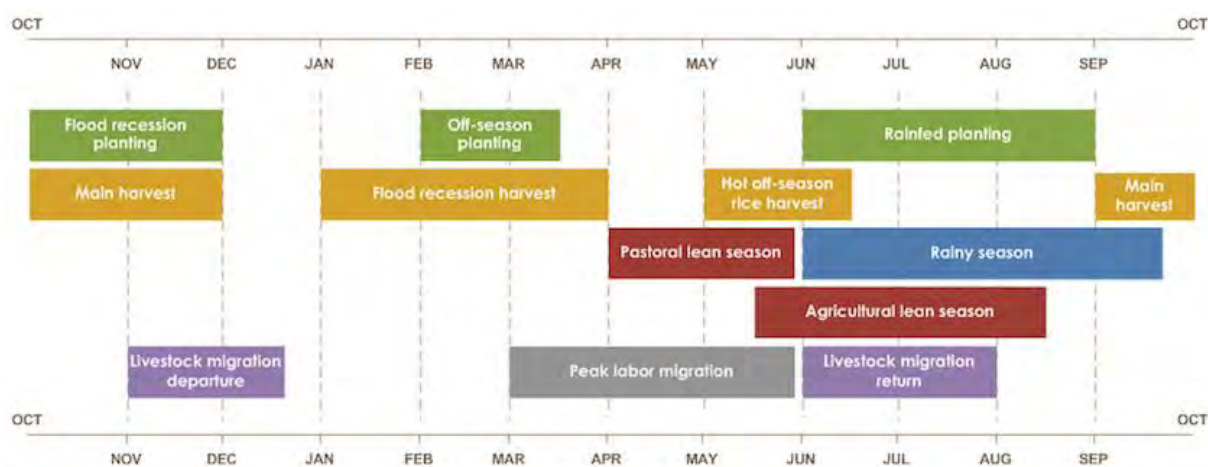 OCT OCT
NOV DEC JAN FEB MAR APR MAY JUN JUL AUG SEP
Flood recession
planting
Off-season
planting
Rainfed planting
Main harvest
Flood recession harvest
Hot off-season
rice harvest
Main
harvest
Pastoral lean season
Rainy season
Agricultural lean season
Livestock migration
departure
Peak labor migration
Livestock migration
return
OCT OCT
NOV DEC JAN FEB MAR APR MAY JUN JUL AUG SEP